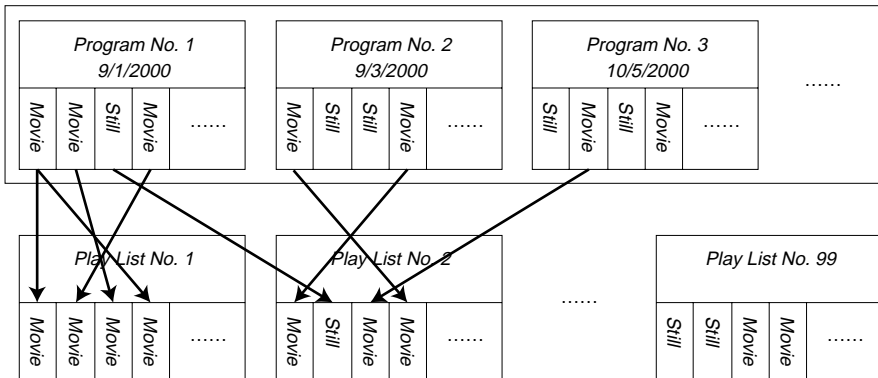 Program No. 1
9/1/2000
Movie
Movie
Still
Movie
......
Program No. 2
9/3/2000
Movie
Still
Still
Movie
......
Program No. 3
10/5/2000
Still
Movie
Still
Movie
......
......
Play List No. 1
Movie
Movie
Movie
Movie
......
Play List No. 2
Movie
Still
Movie
Movie
......
......
Play List No. 99
Still
Still
Movie
Movie
......